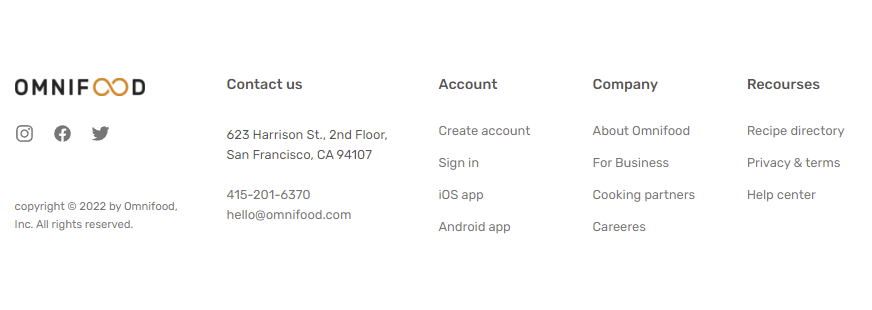 OMNIFOOD
copyright © 2022 by Omnifood,
Inc. All rights reserved.
Contact us
623 Harrison St., 2nd Floor,
San Francisco, CA 94107
415-201-6370
hello@omnifood.com
Account
Create account
Sign in
iOS app
Android app
Company
About Omnifood
For Business
Cooking partners
Careeres
Recourses
Recipe directory
Privacy & terms
Help center